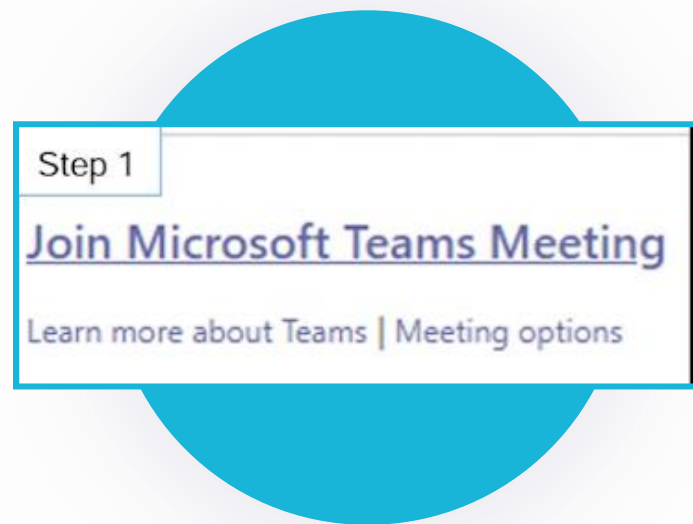 Step 1
Join Microsoft Teams Meeting
Learn more about Teams | Meeting options